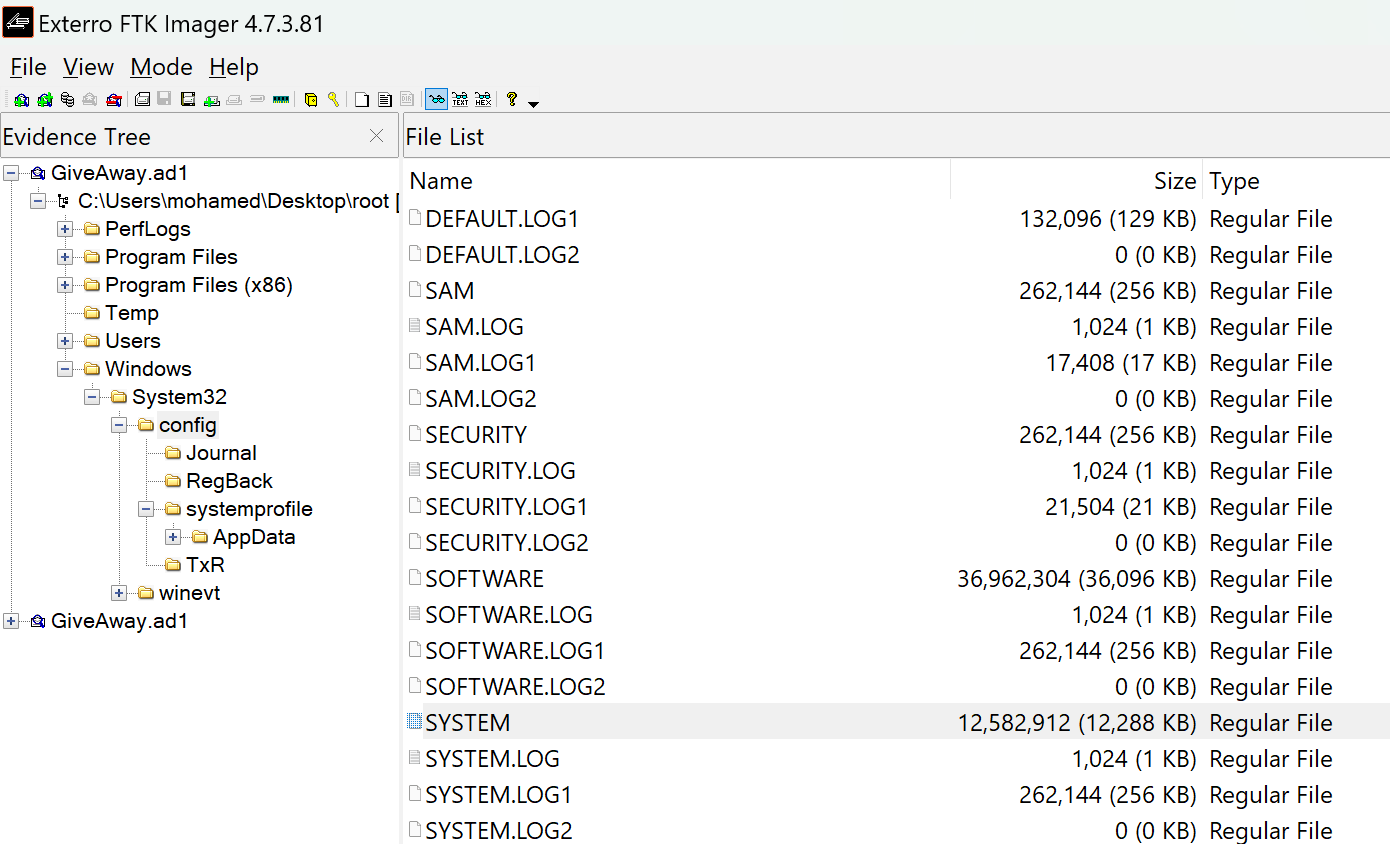 Exterro FTK Imager 4.7.3.81
File View Mode Help
TEXT HEX
Evidence Tree
File List
GiveAway.ad1
C:\Users\mohamed\Desktop\root [
PerfLogs
Program Files
Program Files (x86)
Temp
Users
Windows
System32
config
Journal
RegBack
systemprofile
AppData
TxR
winevt
GiveAway.ad1
Name Size Type
DEFAULT.LOG1 132,096 (129 KB) Regular File
DEFAULT.LOG2 0 (0 KB) Regular File
SAM 262,144 (256 KB) Regular File
SAM.LOG 1,024 (1 KB) Regular File
SAM.LOG1 17,408 (17 KB) Regular File
SAM.LOG2 0 (0 KB) Regular File
SECURITY 262,144 (256 KB) Regular File
SECURITY.LOG 1,024 (1 KB) Regular File
SECURITY.LOG1 21,504 (21 KB) Regular File
SECURITY.LOG2 0 (0 KB) Regular File
SOFTWARE 36,962,304 (36,096 KB) Regular File
SOFTWARE.LOG 1,024 (1 KB) Regular File
SOFTWARE.LOG1 262,144 (256 KB) Regular File
SOFTWARE.LOG2 0 (0 KB) Regular File
SYSTEM 12,582,912 (12,288 KB) Regular File
SYSTEM.LOG 1,024 (1 KB) Regular File
SYSTEM.LOG1 262,144 (256 KB) Regular File
SYSTEM.LOG2 0 (0 KB) Regular File